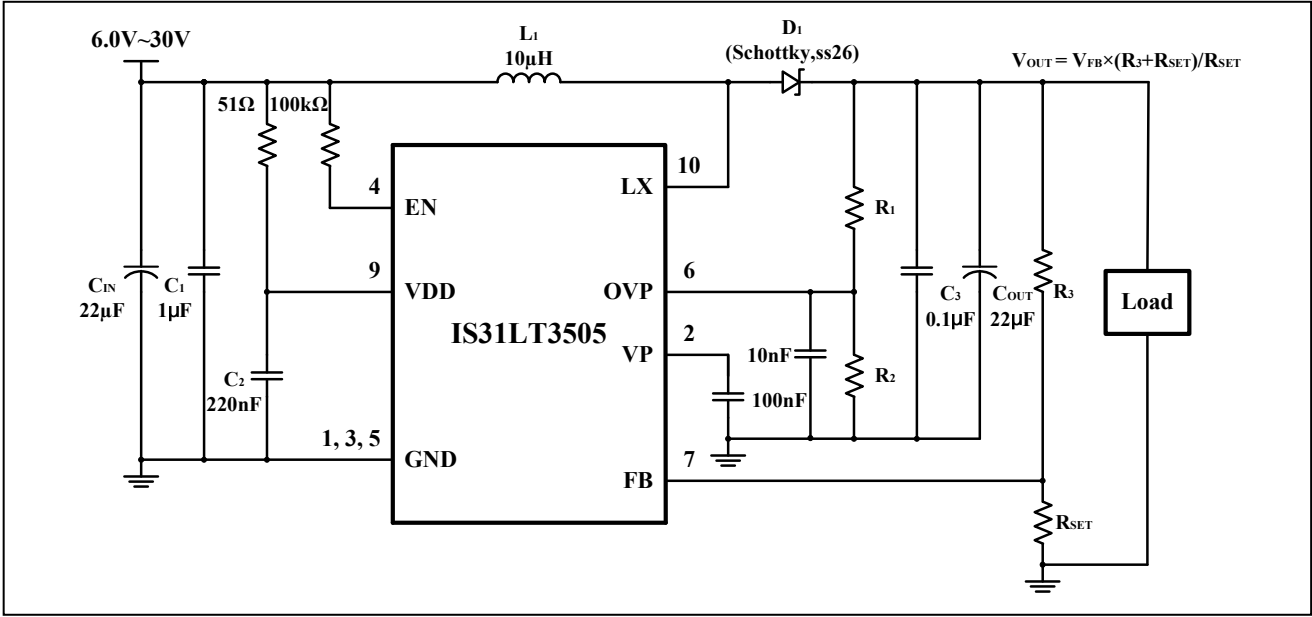 6.0V~30V
L1
10µH
D1
(Schottky,ss26)
VOUT = VFB×(R3+RSET)/RSET
51Ω
100kΩ
10
LX
4
EN
R1
9
VDD
6
OVP
CIN
22µF
C1
1µF
C3
0.1µF
COUT
22µF
R3
Load
IS31LT3505
2
VP
10nF
R2
C2
220nF
100nF
1, 3, 5
GND
7
FB
RSET